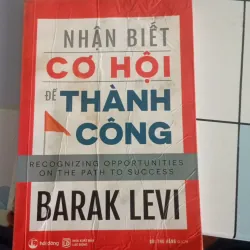 NHẬN BIẾT
CƠ HỘI
ĐỂ
THÀNH
CÔNG
RECOGNIZING OPPORTUNITIES
ON THE PATH TO SUCCESS
BARAK LEVI